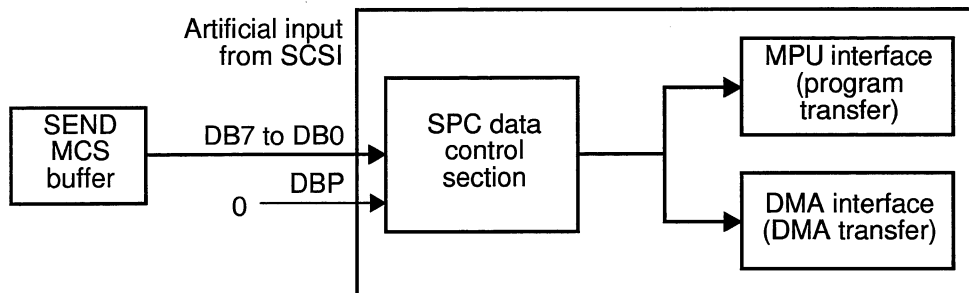 Artificial input
from SCSI
SEND
MCS
buffer
DB7 to DB0
DBP
0
SPC data
control
section
MPU interface
(program
transfer)
DMA interface
(DMA transfer)